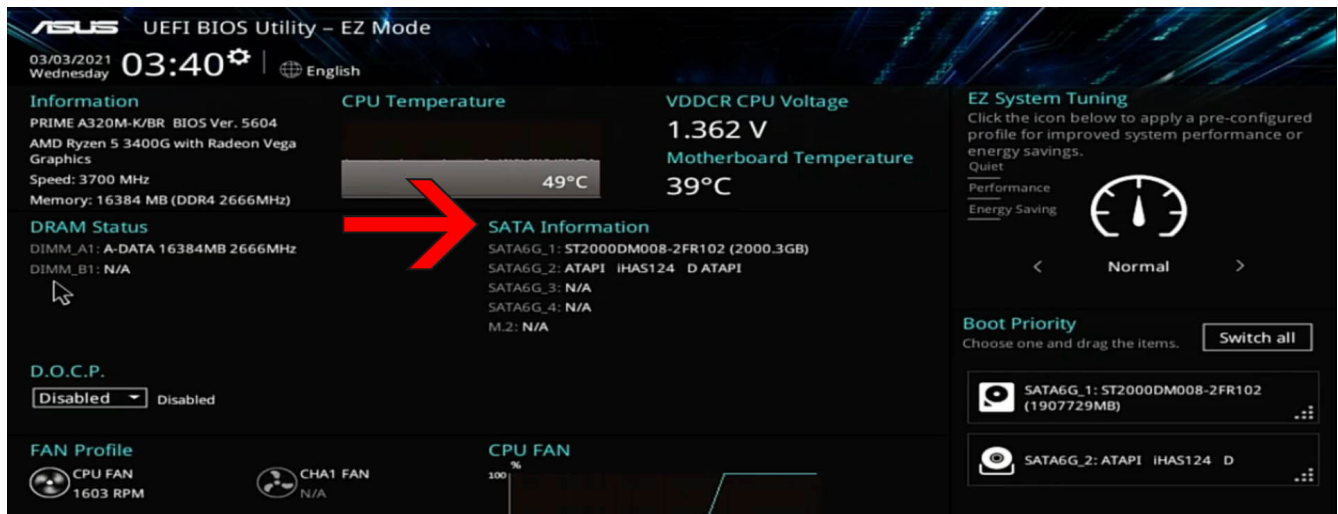 ASUS UEFI BIOS Utility – EZ Mode
03/03/2021
Wednesday
03:40
English
Information
PRIME A320M-K/BR BIOS Ver. 5604
AMD Ryzen 5 3400G with Radeon Vega
Graphics
Speed: 3700 MHz
Memory: 16384 MB (DDR4 2666MHz)
CPU Temperature
49°C
VDDCR CPU Voltage
1.362 V
Motherboard Temperature
39°C
EZ System Tuning
Click the icon below to apply a pre-configured
profile for improved system performance or
energy savings.
Quiet
Performance
Energy Saving
< Normal >
DRAM Status
DIMM_A1: A-DATA 16384MB 2666MHz
DIMM_B1: N/A
SATA Information
SATA6G_1: ST2000DM008-2FR102 (2000.3GB)
SATA6G_2: ATAPI iHAS124 D ATAPI
SATA6G_3: N/A
SATA6G_4: N/A
M.2: N/A
Boot Priority
Choose one and drag the items.
Switch all
SATA6G_1: ST2000DM008-2FR102
(1907729MB)
SATA6G_2: ATAPI iHAS124 D
D.O.C.P.
Disabled Disabled
FAN Profile
CPU FAN
1603 RPM
CHA1 FAN
N/A
CPU FAN
%
100